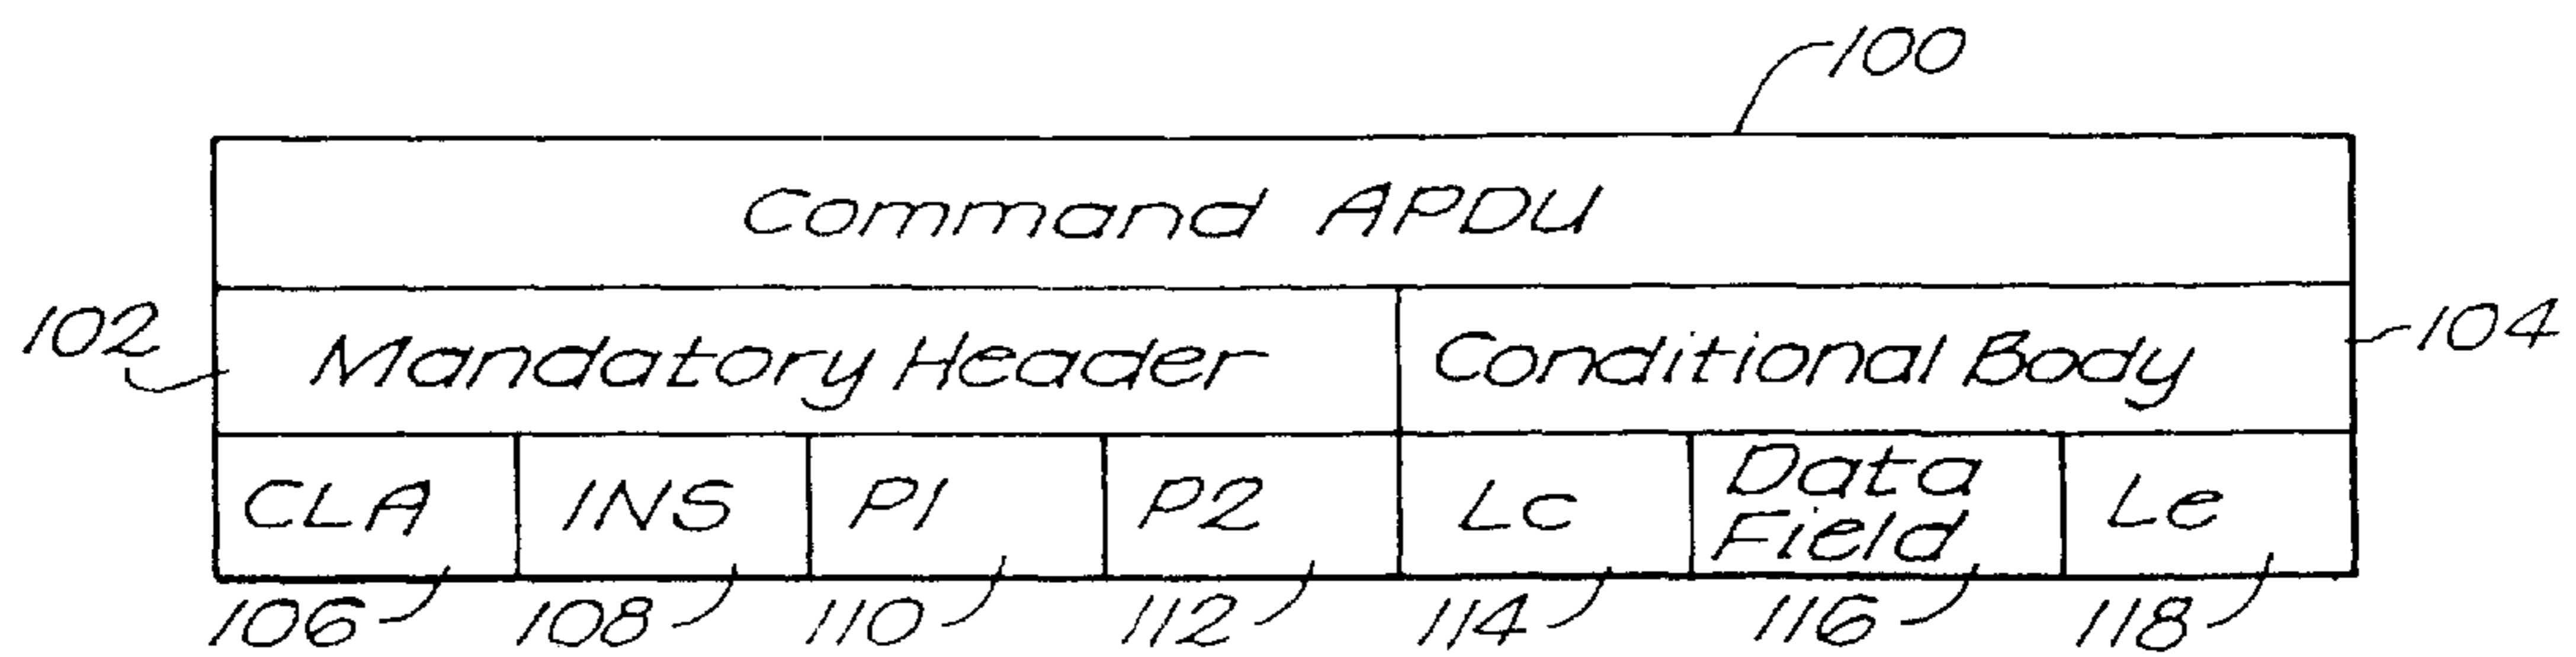 100
Command APDU
102 Mandatory Header Conditional Body 104
CLA INS P1 P2 Lc Data Field Le
106 108 110 112 114 116 118